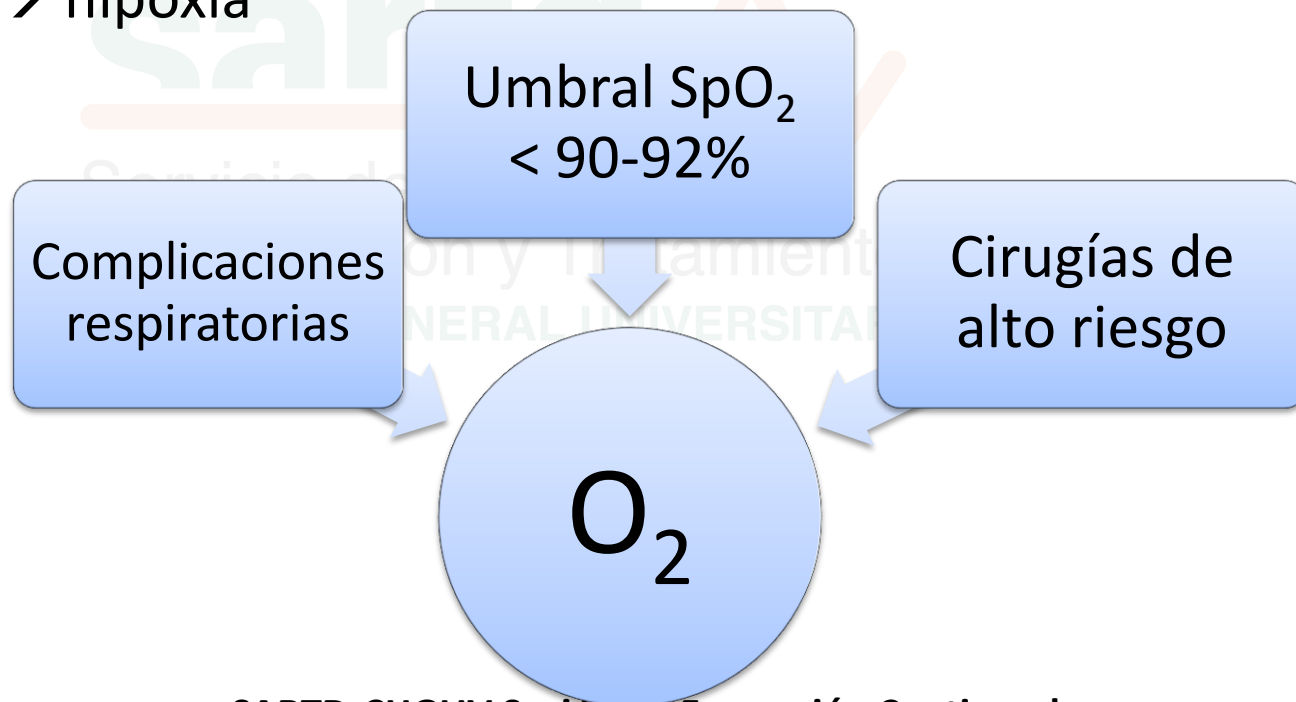 hipoxia
Umbral SpO₂
< 90-92%
Complicaciones
respiratorias
Cirugías de
alto riesgo
O₂